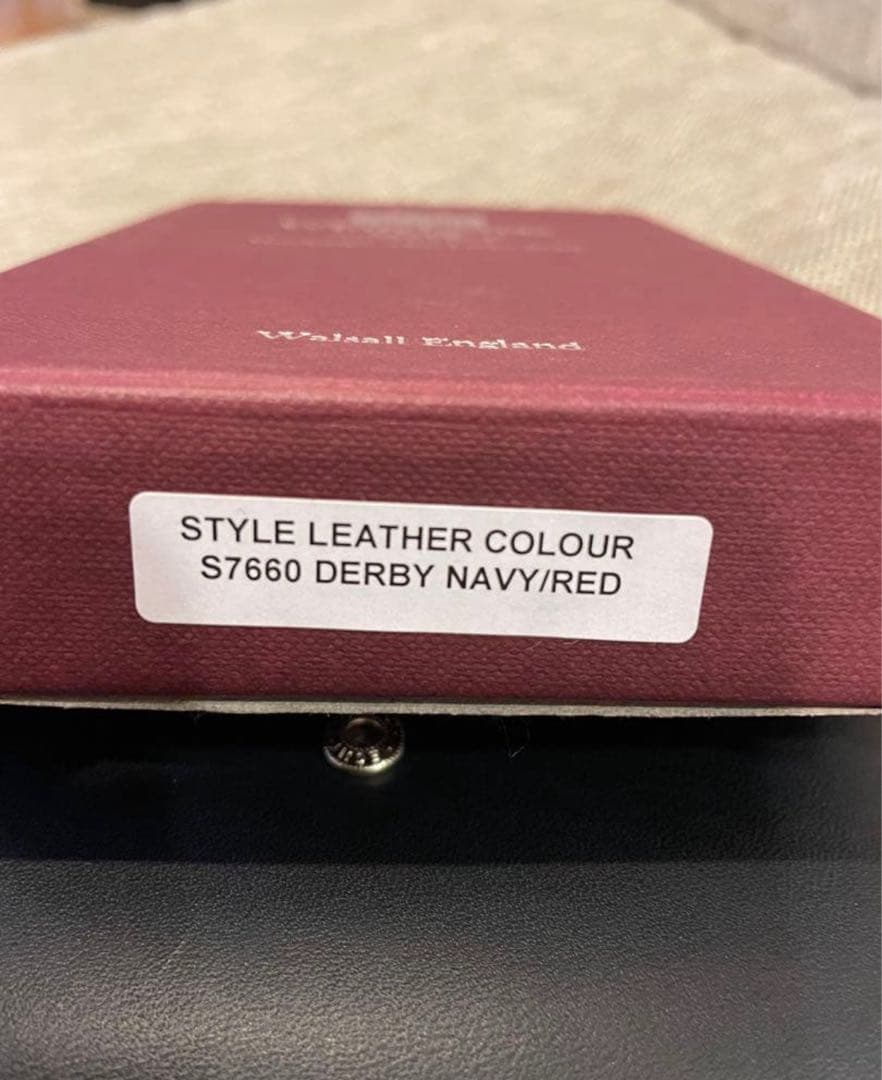 Walsall England
STYLE LEATHER COLOUR
S7660 DERBY NAVY/RED